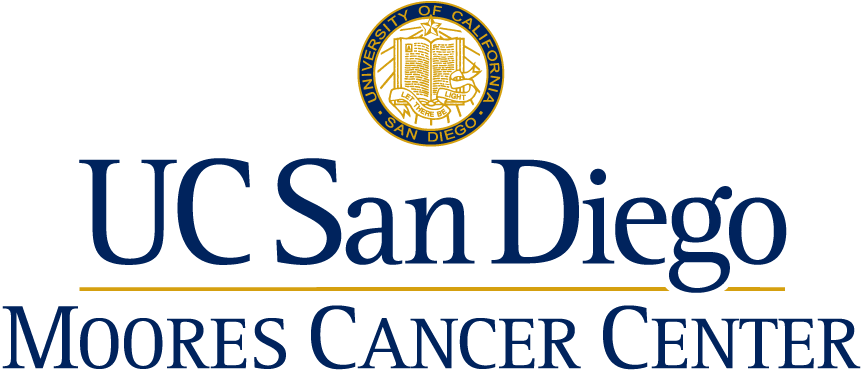 UNIVERSITY OF CALIFORNIA
LET THERE BE LIGHT
SAN DIEGO
UC San Diego
MOORES CANCER CENTER